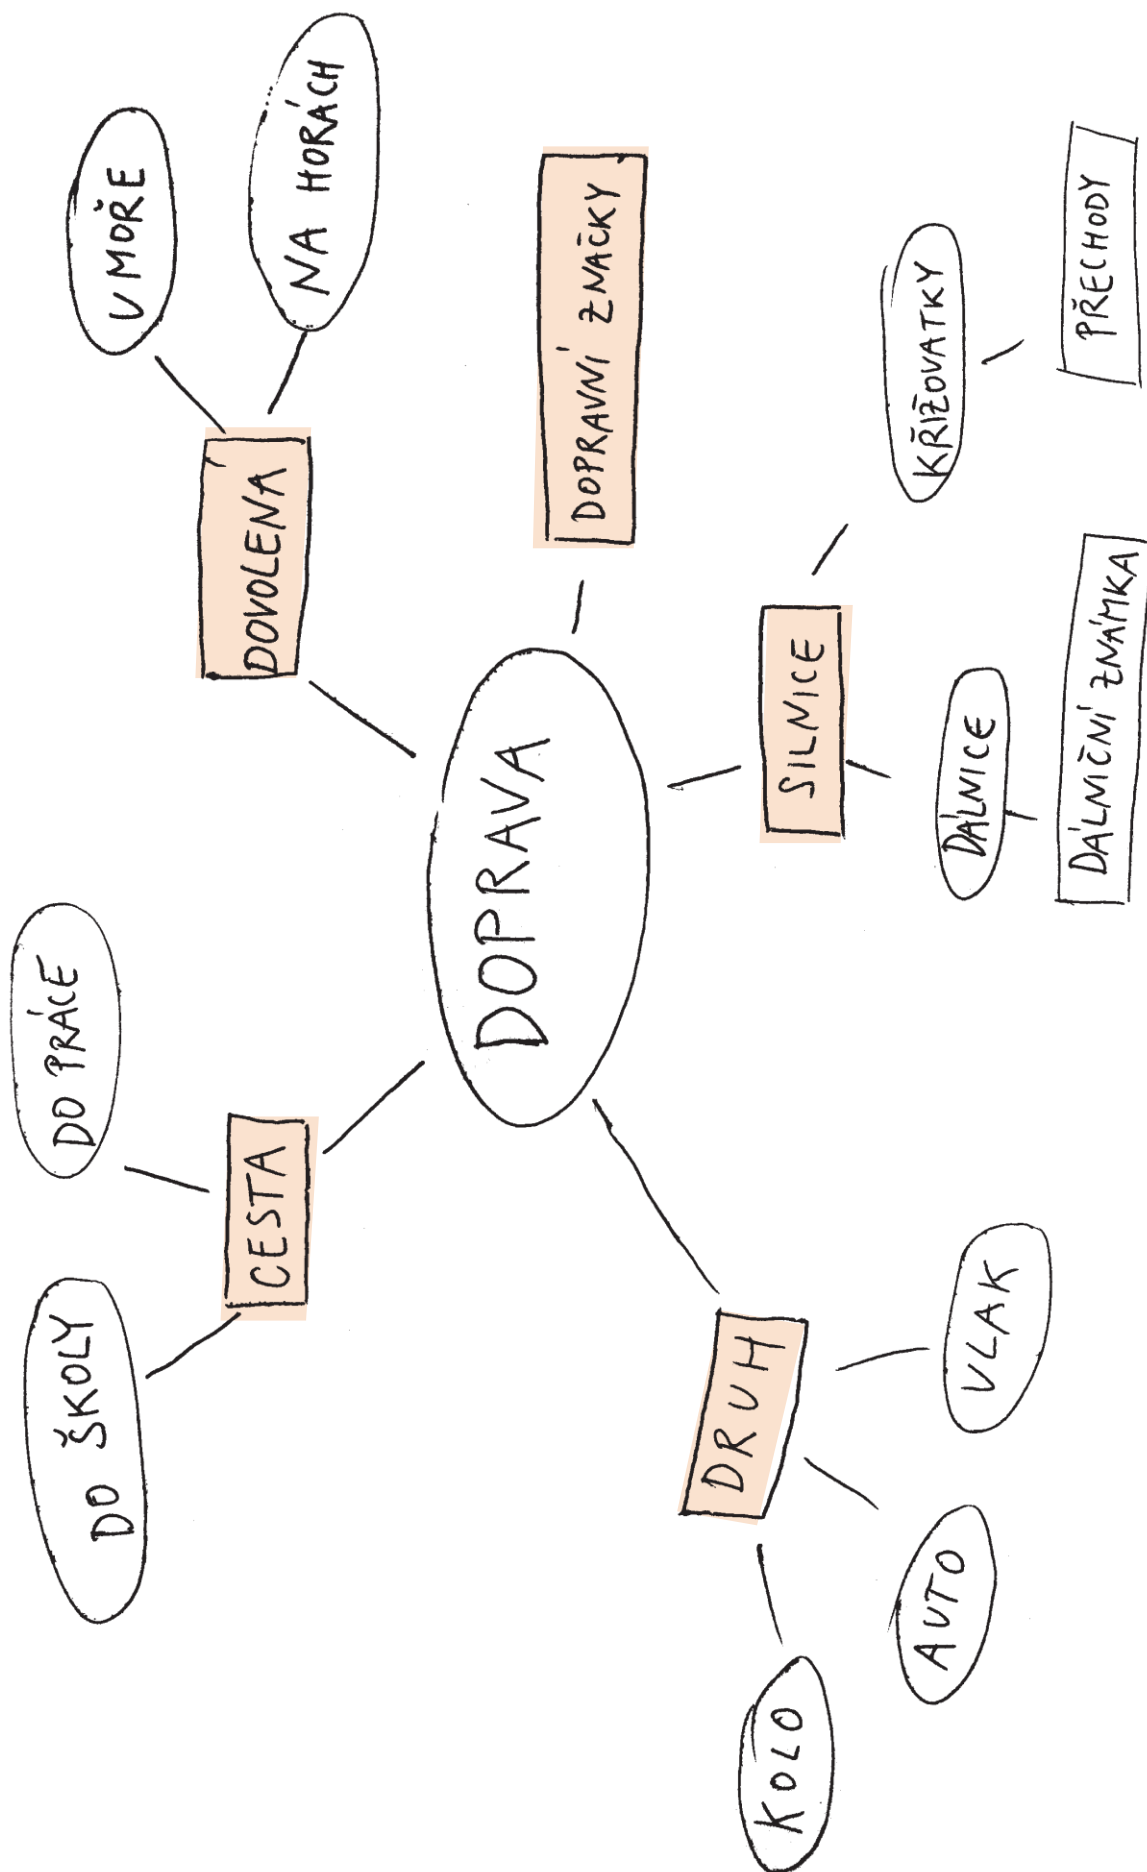 DO ŠKOLY
DO PRÁCE
U MOŘE
NA HORÁCH
CESTA
DOVOLENA
DOPRAVA
DOPRAVNÍ ZNAČKY
DRUH
SILNICE
KOLO
AUTO
VLAK
DÁLNICE
KŘIŽOVATKY
DÁLNIČNÍ ZNÁMKA
PŘECHODY